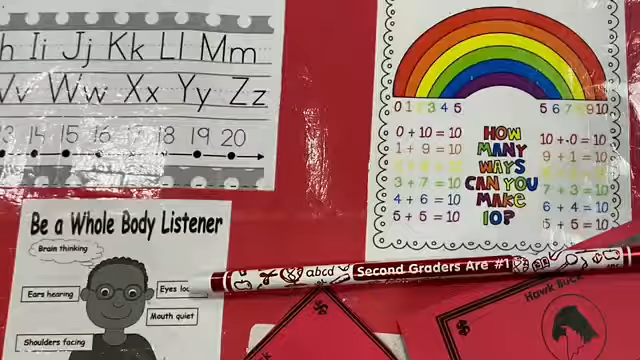 h Ii Jj Kk Ll Mm
Vv Ww Xx Yy Zz
13 14 15 16 17 18 19 20
0 1 2 3 4 5
5 6 7 8 9 10
0 + 10 = 10
1 + 9 = 10
3 + 7 = 10
4 + 6 = 10
5 + 5 = 10
HOW
MANY
WAYS
CAN YOU
MAKE
10?
10 + 0 = 10
9 + 1 = 10
7 + 3 = 10
6 + 4 = 10
5 + 5 = 10
Be a Whole Body Listener
Brain thinking
Ears hearing
Eyes
Mouth quiet
Shoulders facing
abcd Second Graders Are #1
$
$
Hawk Buck